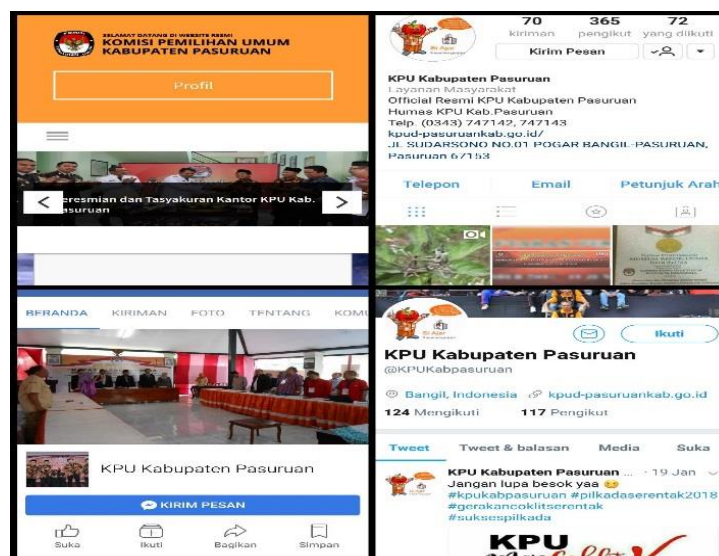 SELAMAT DATANG DI WEBSITE RESMI
KOMISI PEMILIHAN UMUM
KABUPATEN PASURUAN
Profil
Peresmian dan Tasyakuran Kantor KPU Kab.
Pasuruan
70 365 72
kiriman pengikut yang diikuti
Kirim Pesan
KPU Kabupaten Pasuruan
Layanan Masyarakat
Official Resmi KPU Kabupaten Pasuruan
Humas KPU Kab.Pasuruan
Telp. (0343) 747142, 747143
kpud-pasuruankab.go.id/
JL SUDARSONO NO.01 POGAR BANGIL-PASURUAN,
Pasuruan 67153
Telepon Email Petunjuk Arah
BERANDA KIRIMAN FOTO TENTANG KOMU
KPU Kabupaten Pasuruan
KIRIM PESAN
Suka Ikuti Bagikan Simpan
Ikuti
KPU Kabupaten Pasuruan
@KPUKabpasuruan
Bangil, Indonesia kpud-pasuruankab.go.id
124 Mengikuti 117 Pengikut
Tweet Tweet & balasan Media Suka
KPU Kabupaten Pasuruan ... · 19 Jan
Jangan lupa besok yaa
#kpukabpasuruan #pilkadaserentak2018
#gerakancoklitserentak
#suksespilkada
KPU